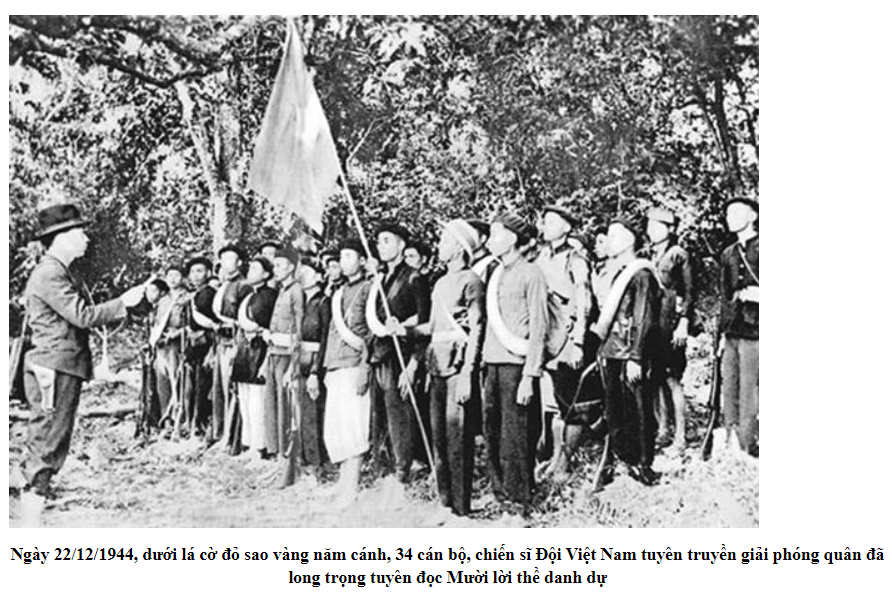 Ngày 22/12/1944, dưới lá cờ đỏ sao vàng năm cánh, 34 cán bộ, chiến sĩ Đội Việt Nam tuyên truyền giải phóng quân đã
long trọng tuyên đọc Mười lời thề danh dự